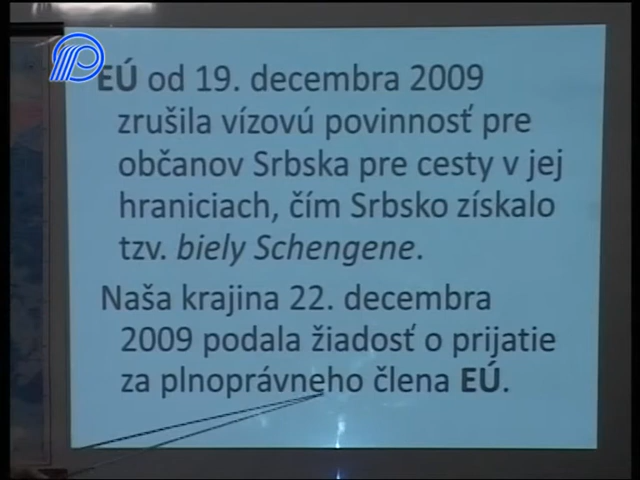 EÚ od 19. decembra 2009
zrušila vízovú povinnosť pre
občanov Srbska pre cesty v jej
hraniciach, čím Srbsko získalo
tzv. biely Schengene.
Naša krajina 22. decembra
2009 podala žiadosť o prijatie
za plnoprávneho člena EÚ.